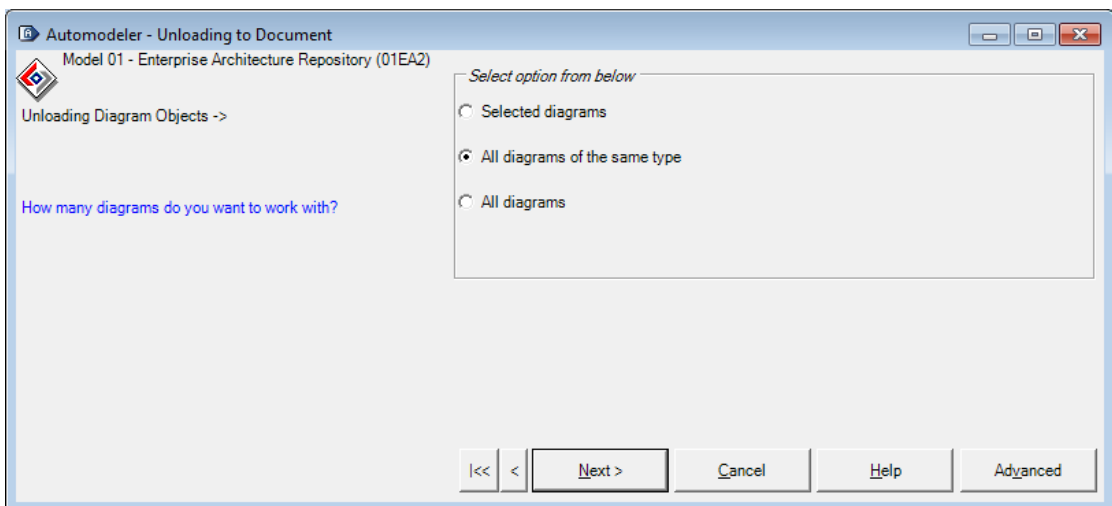 Automodeler - Unloading to Document
Model 01 - Enterprise Architecture Repository (01EA2)
Unloading Diagram Objects ->
How many diagrams do you want to work with?
Select option from below
Selected diagrams
All diagrams of the same type
All diagrams
|<< < Next > Cancel Help Advanced